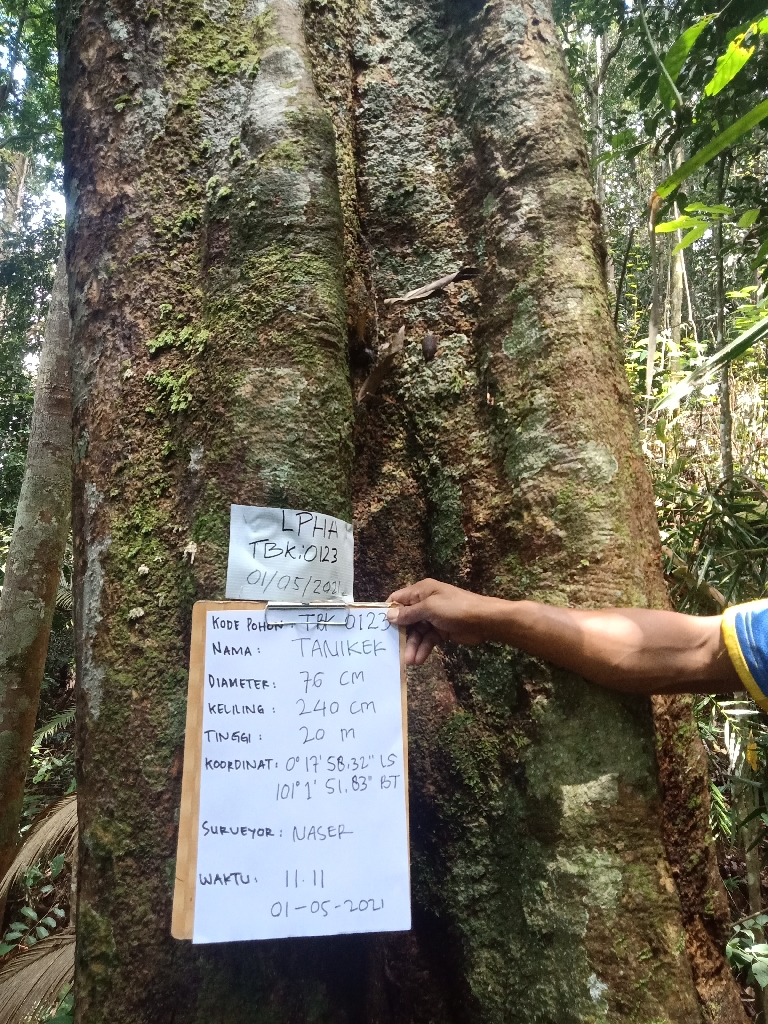 LPHA
TBK:0123
01/05/2021
KODE POHON : TBK 0123
NAMA : TANIKEK
DIAMETER: 76 CM
KELILING: 240 CM
TINGGI : 20 M
KOORDINAT: 0° 17' 58,32" LS
101° 1' 51,83" BT
SURVEYOR : NASER
WAKTU : 11.11
01-05-2021